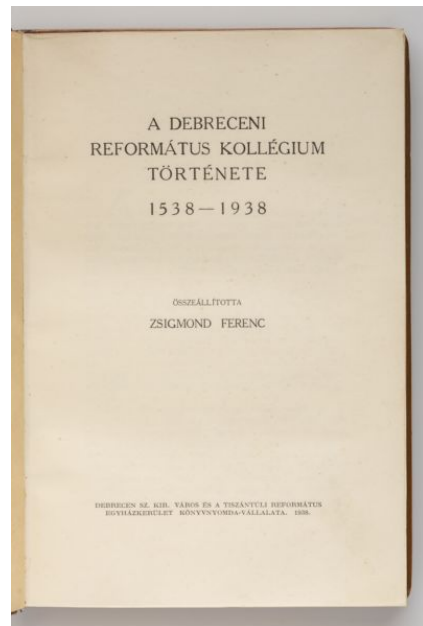 A DEBRECENI
REFORMÁTUS KOLLÉGIUM
TÖRTÉNETE
1538—1938
ÖSSZEÁLLÍTOTTA
ZSIGMOND FERENC
DEBRECEN SZ. KIR. VÁROS ÉS A TISZÁNTÚLI REFORMÁTUS
EGYHÁZKERÜLET KÖNYVNYOMDA-VÁLLALATA. 1938.